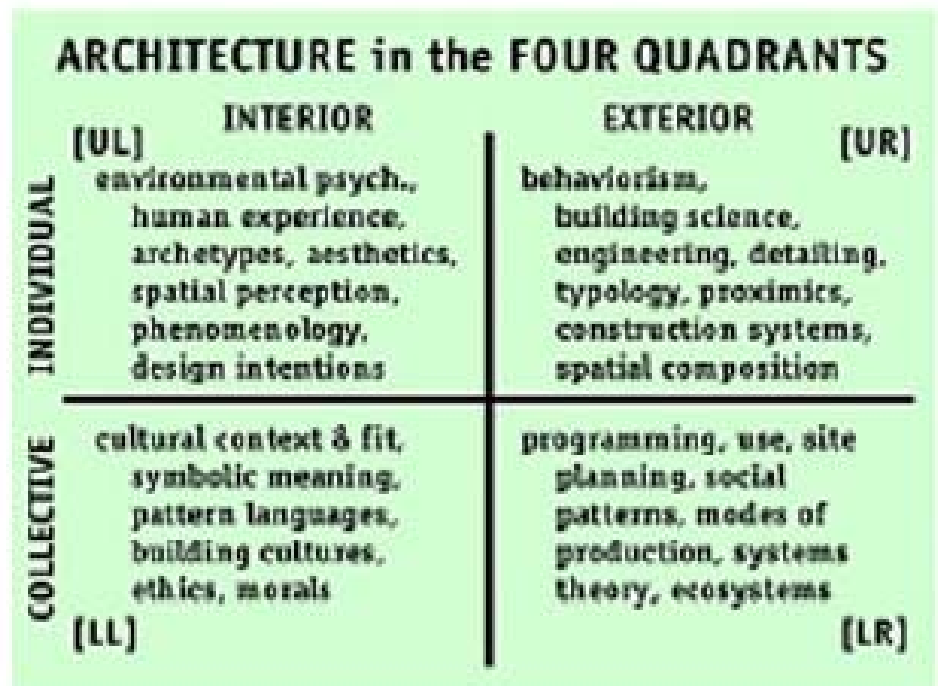 ARCHITECTURE in the FOUR QUADRANTS
INTERIOR
EXTERIOR
[UL]
[UR]
INDIVIDUAL
environmental psych.,
human experience,
archetypes, aesthetics,
spatial perception,
phenomenology,
design intentions
behaviorism,
building science,
engineering, detailing,
typology, proximics,
construction systems,
spatial composition
COLLECTIVE
cultural context & fit,
symbolic meaning,
pattern languages,
building cultures,
ethics, morals
[LL]
programming, use, site
planning, social
patterns, modes of
production, systems
theory, ecosystems
[LR]